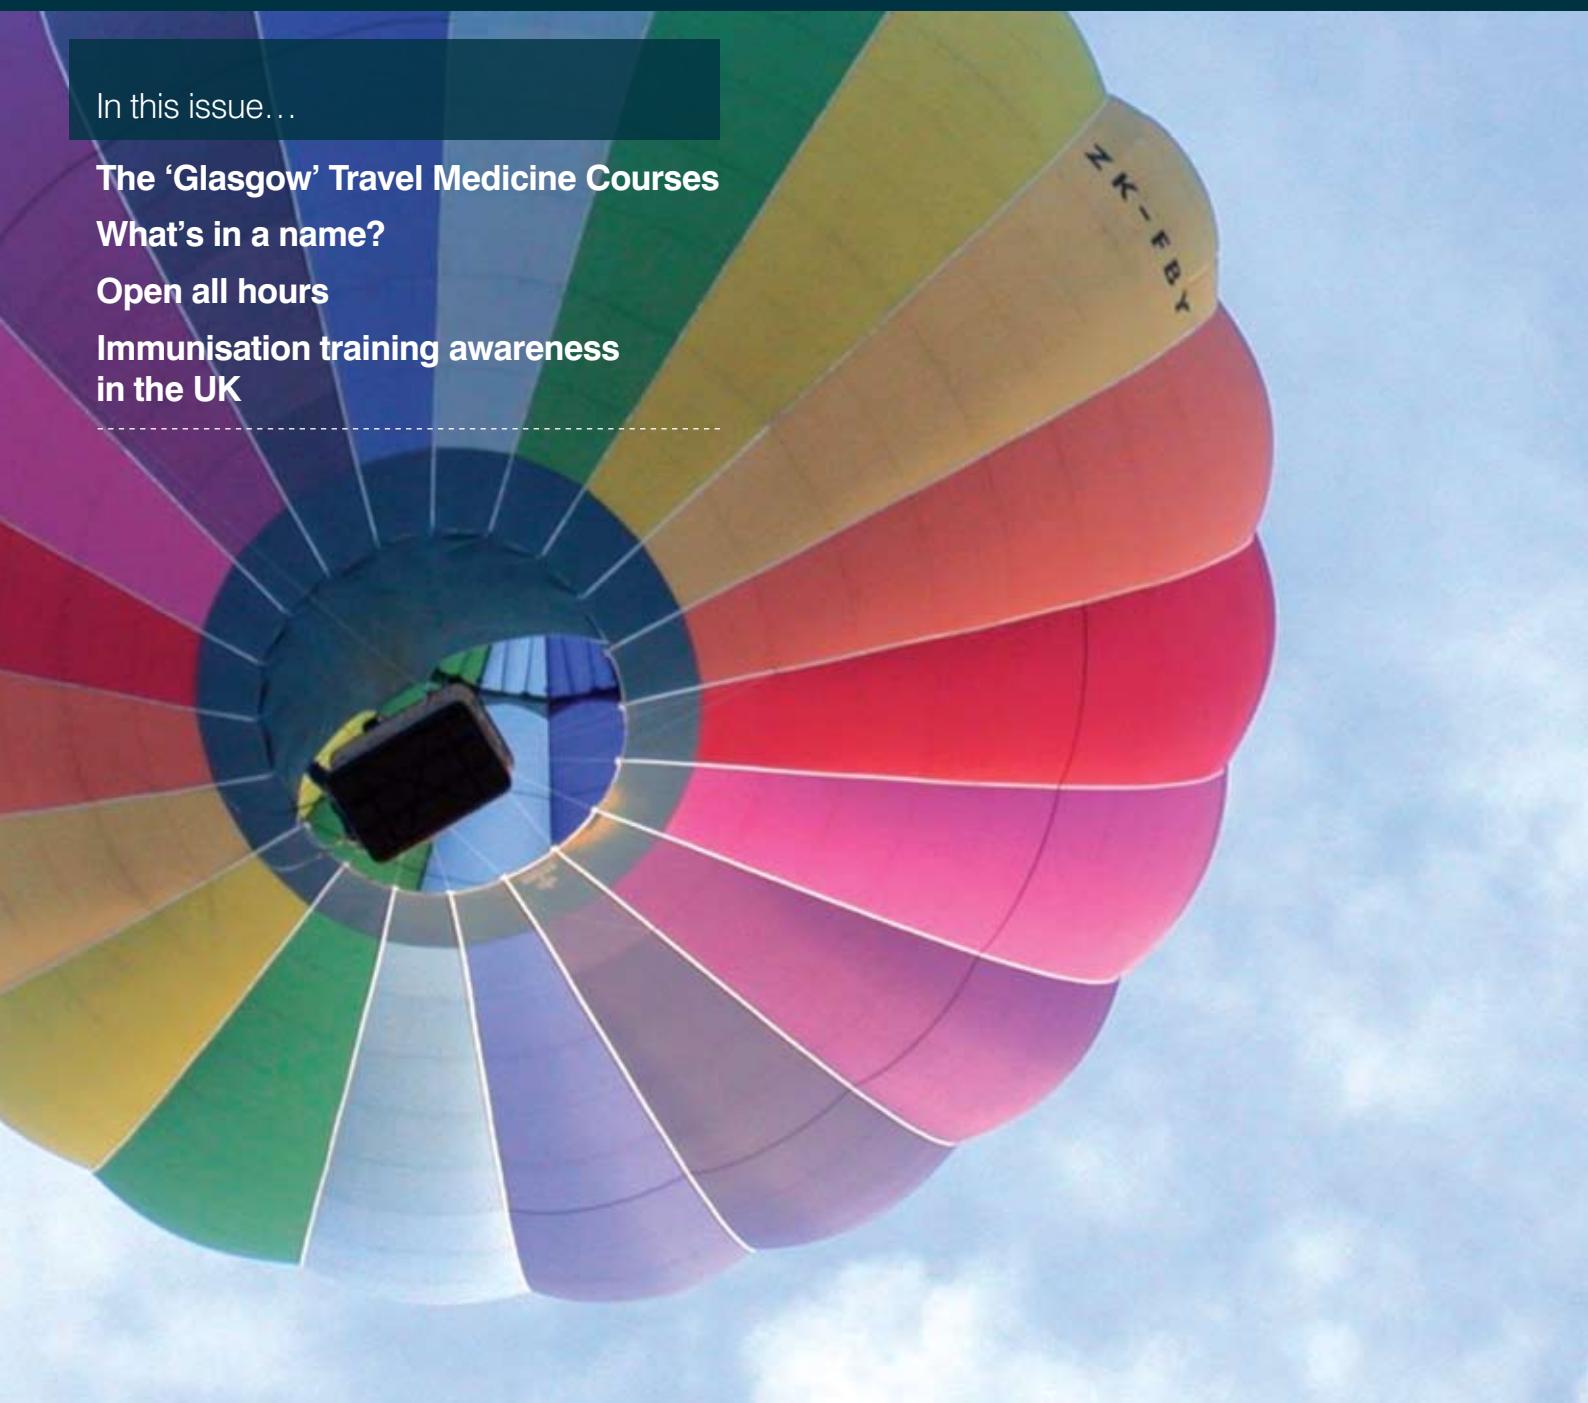 In this issue…
The ‘Glasgow’ Travel Medicine Courses
What’s in a name?
Open all hours
Immunisation training awareness
in the UK
ZK-FBY